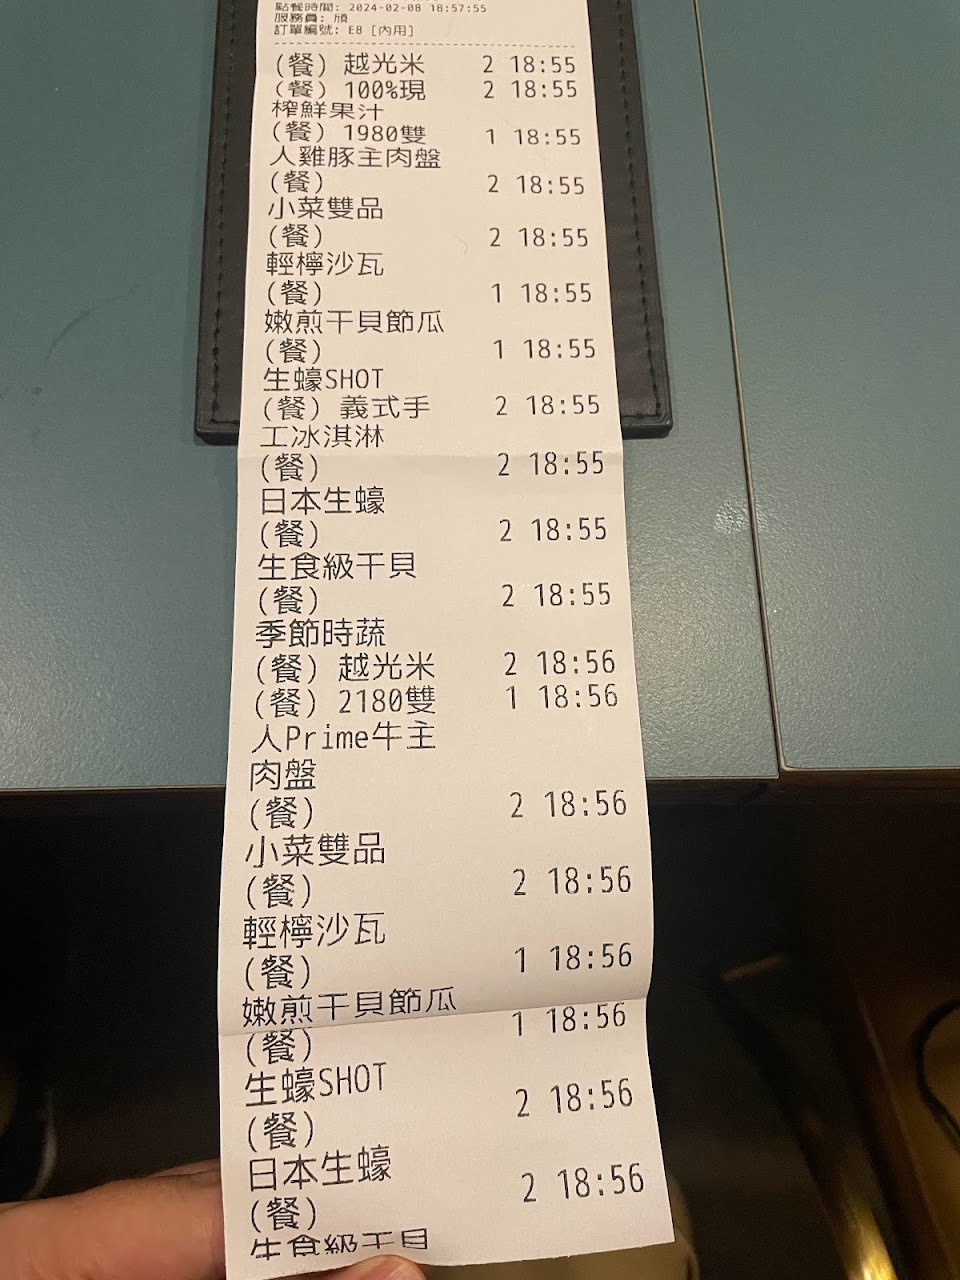 點餐時間: 2024-02-08 18:57:55
服務員: 頎
訂單編號: E8 [內用]
(餐) 越光米 2 18:55
(餐) 100%現 2 18:55
榨鮮果汁
(餐) 1980雙 1 18:55
人雞豚主肉盤
(餐) 2 18:55
小菜雙品
(餐) 2 18:55
輕檸沙瓦
(餐) 1 18:55
嫩煎干貝節瓜
(餐) 1 18:55
生蠔SHOT
(餐) 義式手 2 18:55
工冰淇淋
(餐) 2 18:55
日本生蠔
(餐) 2 18:55
生食級干貝
(餐) 2 18:55
季節時蔬
(餐) 越光米 2 18:56
(餐) 2180雙 1 18:56
人Prime牛主
肉盤
(餐) 2 18:56
小菜雙品
(餐) 2 18:56
輕檸沙瓦
(餐) 1 18:56
嫩煎干貝節瓜
(餐) 1 18:56
生蠔SHOT
(餐) 2 18:56
日本生蠔
(餐) 2 18:56
生食級干貝